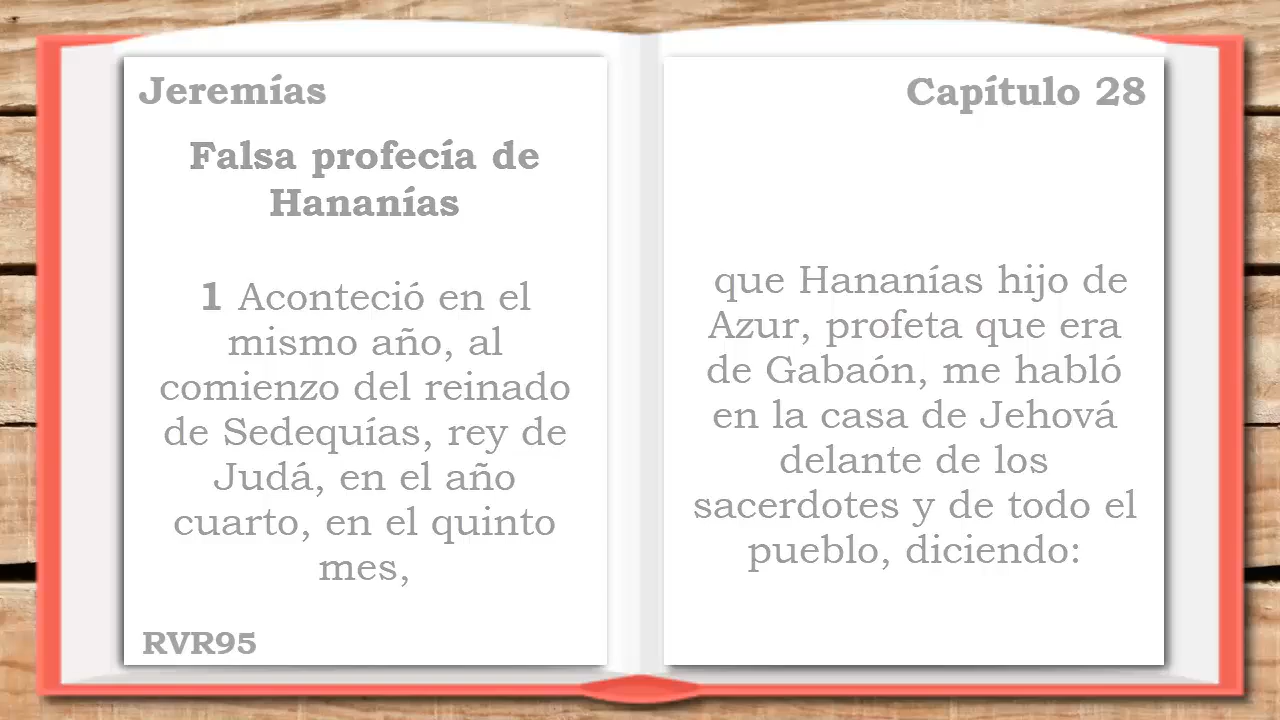 Jeremías
Falsa profecía de
Hananías
1 Aconteció en el
mismo año, al
comienzo del reinado
de Sedequías, rey de
Judá, en el año
cuarto, en el quinto
mes,
RVR95
Capítulo 28
que Hananías hijo de
Azur, profeta que era
de Gabaón, me habló
en la casa de Jehová
delante de los
sacerdotes y de todo el
pueblo, diciendo: